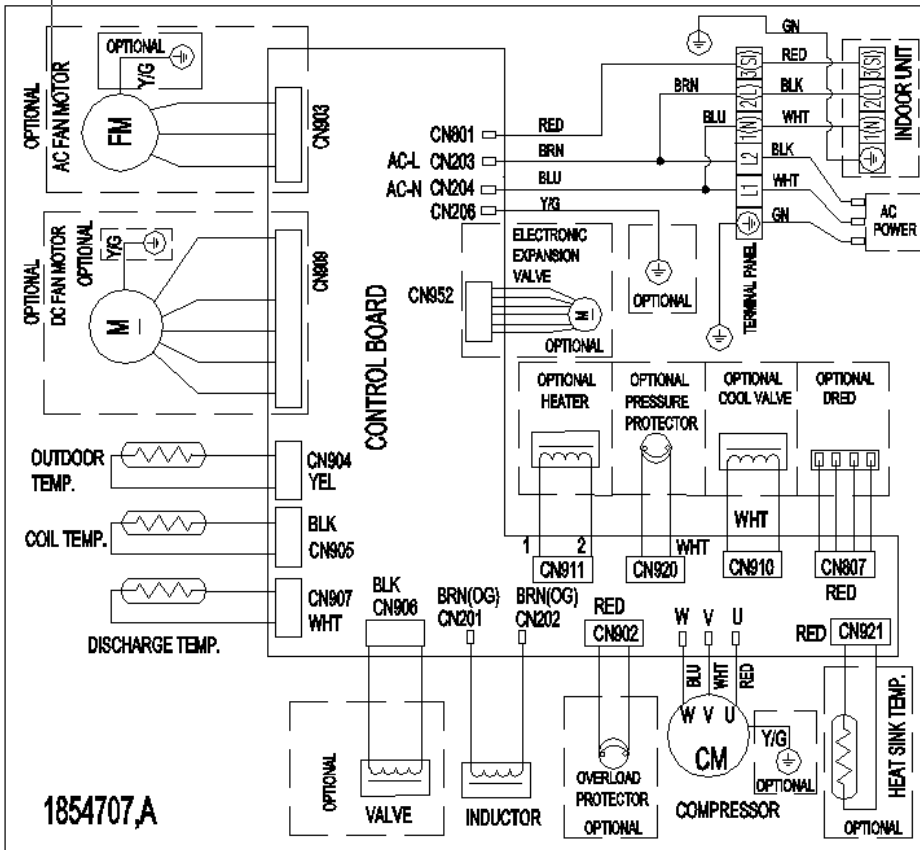 OPTIONAL
Y/G
FM
OPTIONAL
AC FAN MOTOR
CN903
OPTIONAL
DC FAN MOTOR
OPTIONAL
Y/G
M
CN909
OUTDOOR
TEMP.
CN904
YEL
COIL TEMP.
BLK
CN905
DISCHARGE TEMP.
CN907
WHT
CONTROL BOARD
CN801
RED
AC-L CN203
BRN
AC-N CN204
BLU
CN206
Y/G
BRN
BLU
GN
RED
BLK
WHT
3(SI)
2(L)
1(N)
L2
L1
TERMINAL PANEL
3(SI)
2(L)
1(N)
INDOOR UNIT
BLK
WHT
GN
AC
POWER
ELECTRONIC
EXPANSION
VALVE
CN952
M
OPTIONAL
OPTIONAL
OPTIONAL
HEATER
OPTIONAL
PRESSURE
PROTECTOR
OPTIONAL
COOL VALVE
OPTIONAL
DRED
1
2
CN911
WHT
CN920
WHT
CN910
CN807
RED
BLK
CN906
BRN(OG)
CN201
BRN(OG)
CN202
RED
CN902
W V U
BLU
WHT
RED
W V U
CM
Y/G
OPTIONAL
COMPRESSOR
RED
CN921
HEAT SINK TEMP.
OPTIONAL
OPTIONAL
VALVE
INDUCTOR
OVERLOAD
PROTECTOR
OPTIONAL
1854707,A